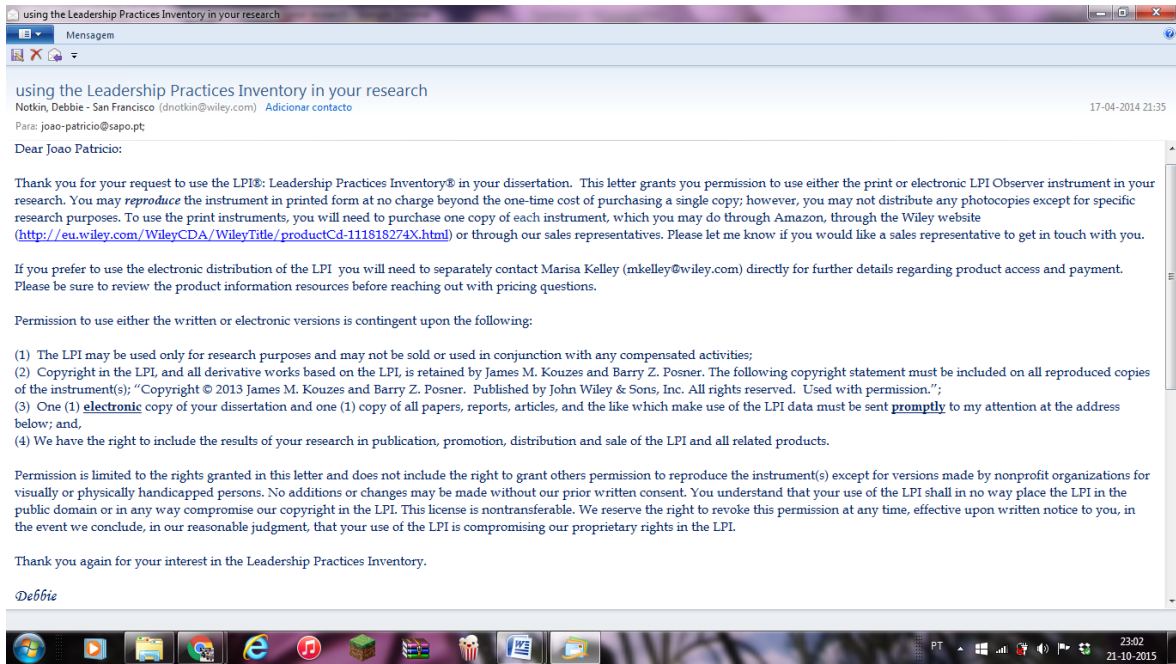 using the Leadership Practices Inventory in your research
Mensagem
using the Leadership Practices Inventory in your research
Notkin, Debbie - San Francisco (dnotkin@wiley.com) Adicionar contacto
17-04-2014 21:35
Para: joao-patricio@sapo.pt;
Dear Joao Patricio:
Thank you for your request to use the LPI®: Leadership Practices Inventory® in your dissertation. This letter grants you permission to use either the print or electronic LPI Observer instrument in your
research. You may reproduce the instrument in printed form at no charge beyond the one-time cost of purchasing a single copy; however, you may not distribute any photocopies except for specific
research purposes. To use the print instruments, you will need to purchase one copy of each instrument, which you may do through Amazon, through the Wiley website
(http://eu.wiley.com/WileyCDA/WileyTitle/productCd-111818274X.html) or through our sales representatives. Please let me know if you would like a sales representative to get in touch with you.
If you prefer to use the electronic distribution of the LPI you will need to separately contact Marisa Kelley (mkelley@wiley.com) directly for further details regarding product access and payment.
Please be sure to review the product information resources before reaching out with pricing questions.
Permission to use either the written or electronic versions is contingent upon the following:
(1) The LPI may be used only for research purposes and may not be sold or used in conjunction with any compensated activities;
(2) Copyright in the LPI, and all derivative works based on the LPI, is retained by James M. Kouzes and Barry Z. Posner. The following copyright statement must be included on all reproduced copies
of the instrument(s); "Copyright © 2013 James M. Kouzes and Barry Z. Posner. Published by John Wiley & Sons, Inc. All rights reserved. Used with permission.";
(3) One (1) electronic copy of your dissertation and one (1) copy of all papers, reports, articles, and the like which make use of the LPI data must be sent promptly to my attention at the address
below; and,
(4) We have the right to include the results of your research in publication, promotion, distribution and sale of the LPI and all related products.
Permission is limited to the rights granted in this letter and does not include the right to grant others permission to reproduce the instrument(s) except for versions made by nonprofit organizations for
visually or physically handicapped persons. No additions or changes may be made without our prior written consent. You understand that your use of the LPI shall in no way place the LPI in the
public domain or in any way compromise our copyright in the LPI. This license is nontransferable. We reserve the right to revoke this permission at any time, effective upon written notice to you, in
the event we conclude, in our reasonable judgment, that your use of the LPI is compromising our proprietary rights in the LPI.
Thank you again for your interest in the Leadership Practices Inventory.
Debbie
PT
23:02
21-10-2015